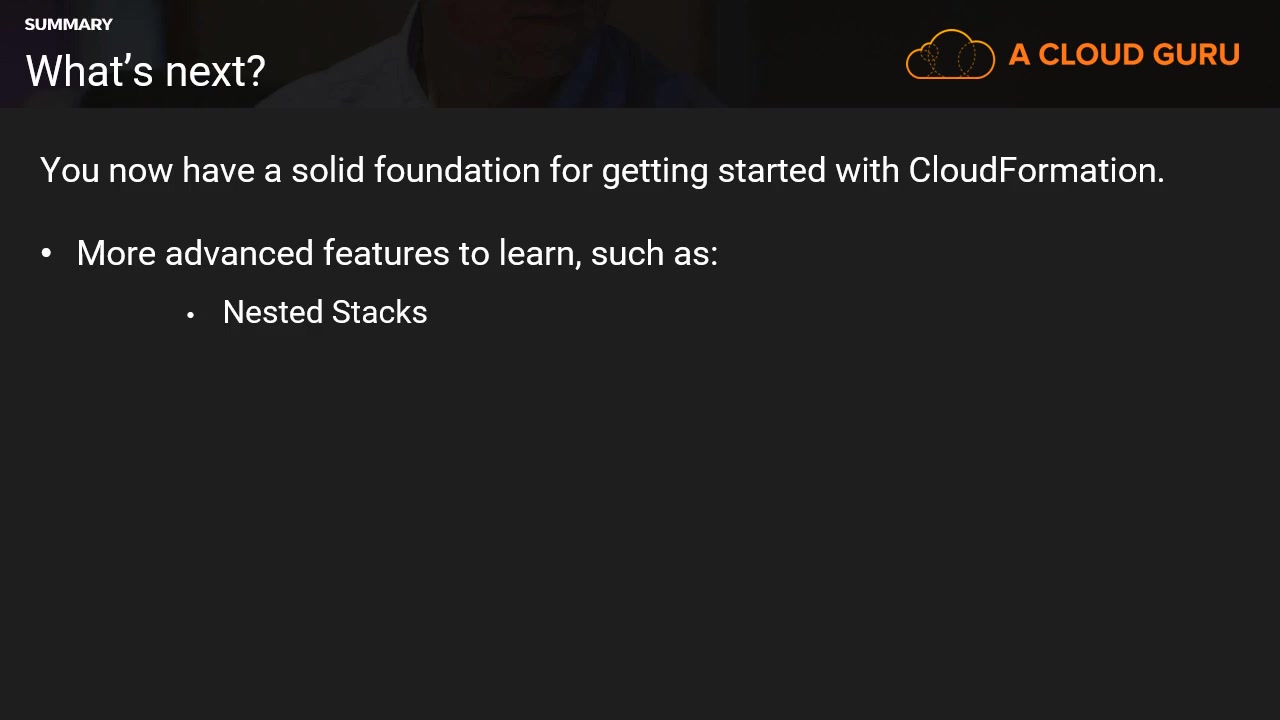 SUMMARY
What’s next?
A CLOUD GURU
You now have a solid foundation for getting started with CloudFormation.
• More advanced features to learn, such as:
• Nested Stacks